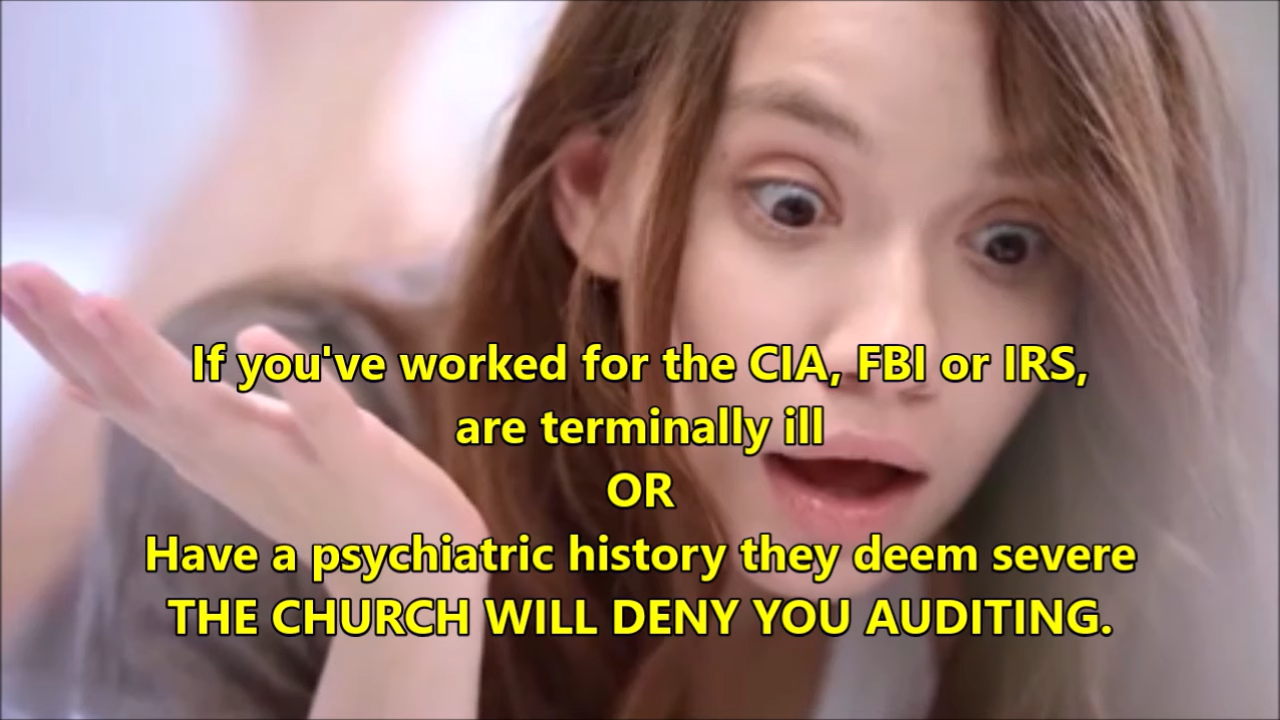 If you've worked for the CIA, FBI or IRS,
are terminally ill
OR
Have a psychiatric history they deem severe
THE CHURCH WILL DENY YOU AUDITING.